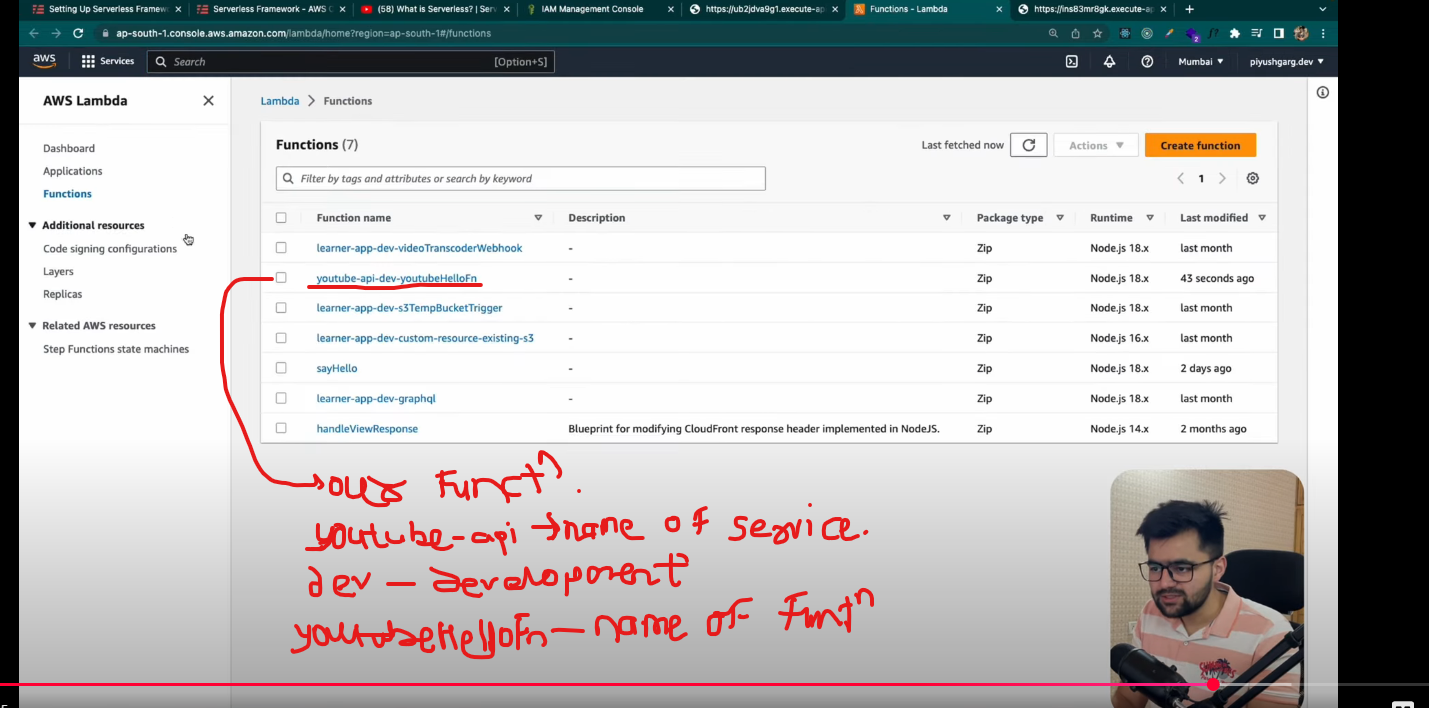 Setting Up Serverless Framew
Serverless Framework - AWS
(58) What is Serverless? | Serv
IAM Management Console
https://ub2jdva9g1.execute-ap
Functions - Lambda
https://ins83mr8gk.execute-ap
ap-south-1.console.aws.amazon.com/lambda/home?region=ap-south-1#/functions
2
aws
Services
Search
[Option+S]
Mumbai
piyushgarg.dev
AWS Lambda
Dashboard
Applications
Functions
Additional resources
Code signing configurations
Layers
Replicas
Related AWS resources
Step Functions state machines
Lambda > Functions
Functions (7)
Last fetched now
Actions
Create function
Filter by tags and attributes or search by keyword
1
Function name Description Package type Runtime Last modified
learner-app-dev-videoTranscoderWebhook - Zip Node.js 18.x last month
youtube-api-dev-youtubeHelloFn - Zip Node.js 18.x 43 seconds ago
learner-app-dev-s3TempBucketTrigger - Zip Node.js 18.x last month
learner-app-dev-custom-resource-existing-s3 - Zip Node.js 16.x last month
sayHello - Zip Node.js 18.x 2 days ago
learner-app-dev-graphql - Zip Node.js 18.x last month
handleViewResponse Blueprint for modifying CloudFront response header implemented in NodeJS. Zip Node.js 14.x 2 months ago
→ our Functⁿ.
youtube-api → name of service.
dev - development
youtubeHelloFn - name of Funtⁿ